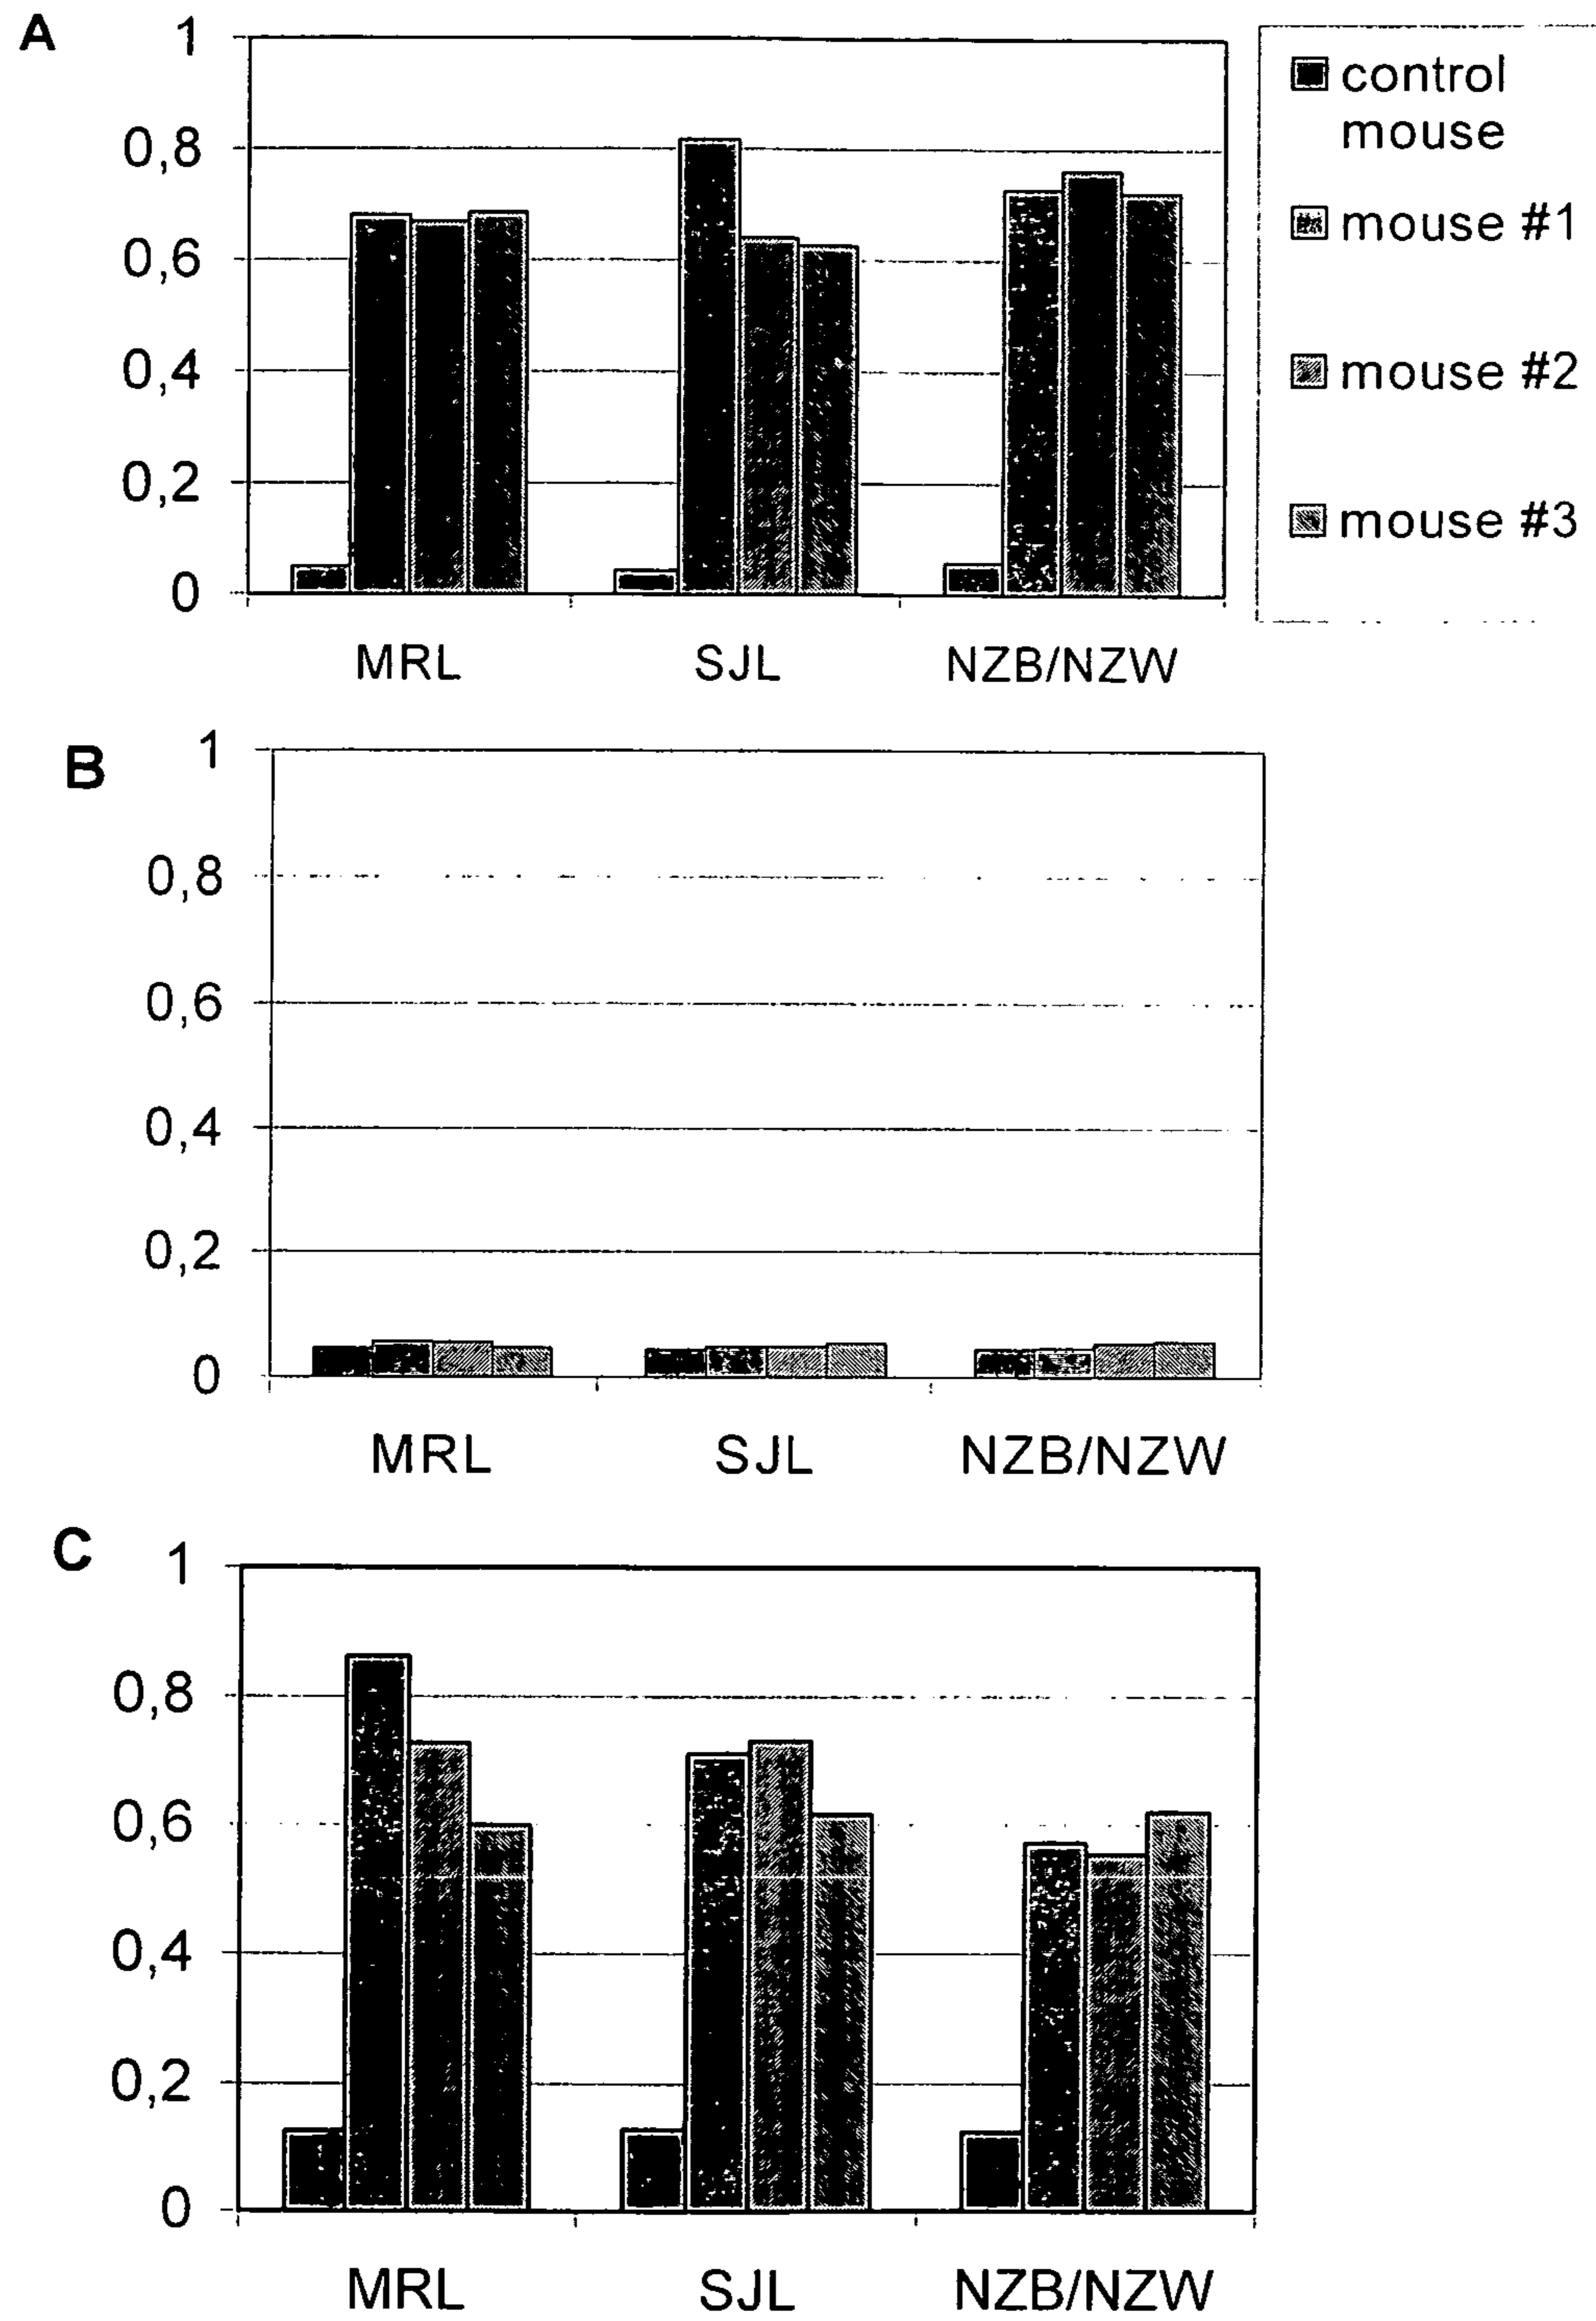 A
1
0,8
0,6
0,4
0,2
0
MRL SJL NZB/NZW
control
mouse
mouse #1
mouse #2
mouse #3
B
1
0,8
0,6
0,4
0,2
0
MRL SJL NZB/NZW
C
1
0,8
0,6
0,4
0,2
0
MRL SJL NZB/NZW